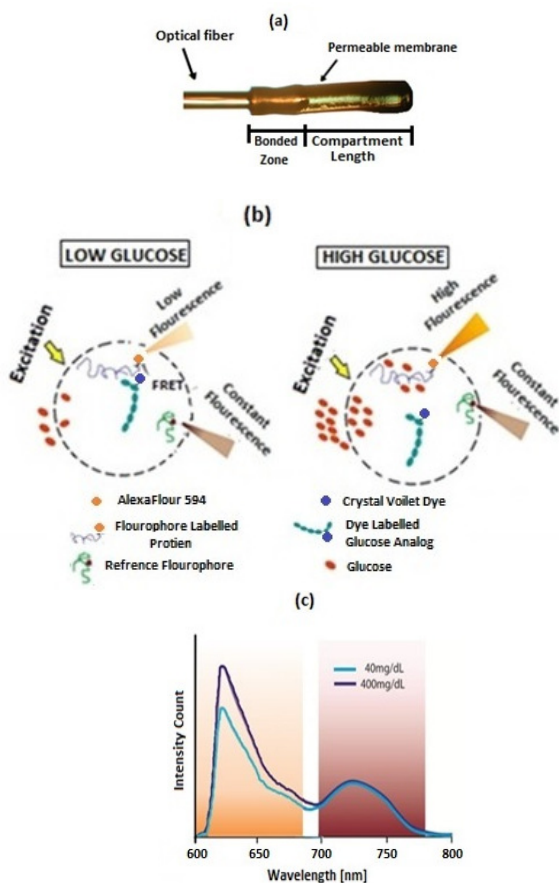 (a)
Optical fiber
Permeable membrane
Bonded
Zone
Compartment
Length
(b)
LOW GLUCOSE
HIGH GLUCOSE
Excitation
Low
Flourescence
FRET
Constant
Flourescence
Excitation
High
Flourescence
Constant
Flourescence
AlexaFlour 594
Flourophore Labelled
Protien
Refrence Flourophore
Crystal Voilet Dye
Dye Labelled
Glucose Analog
Glucose
(c)
40mg/dL
400mg/dL
Intensity Count
600 650 700 750 800
Wavelength [nm]